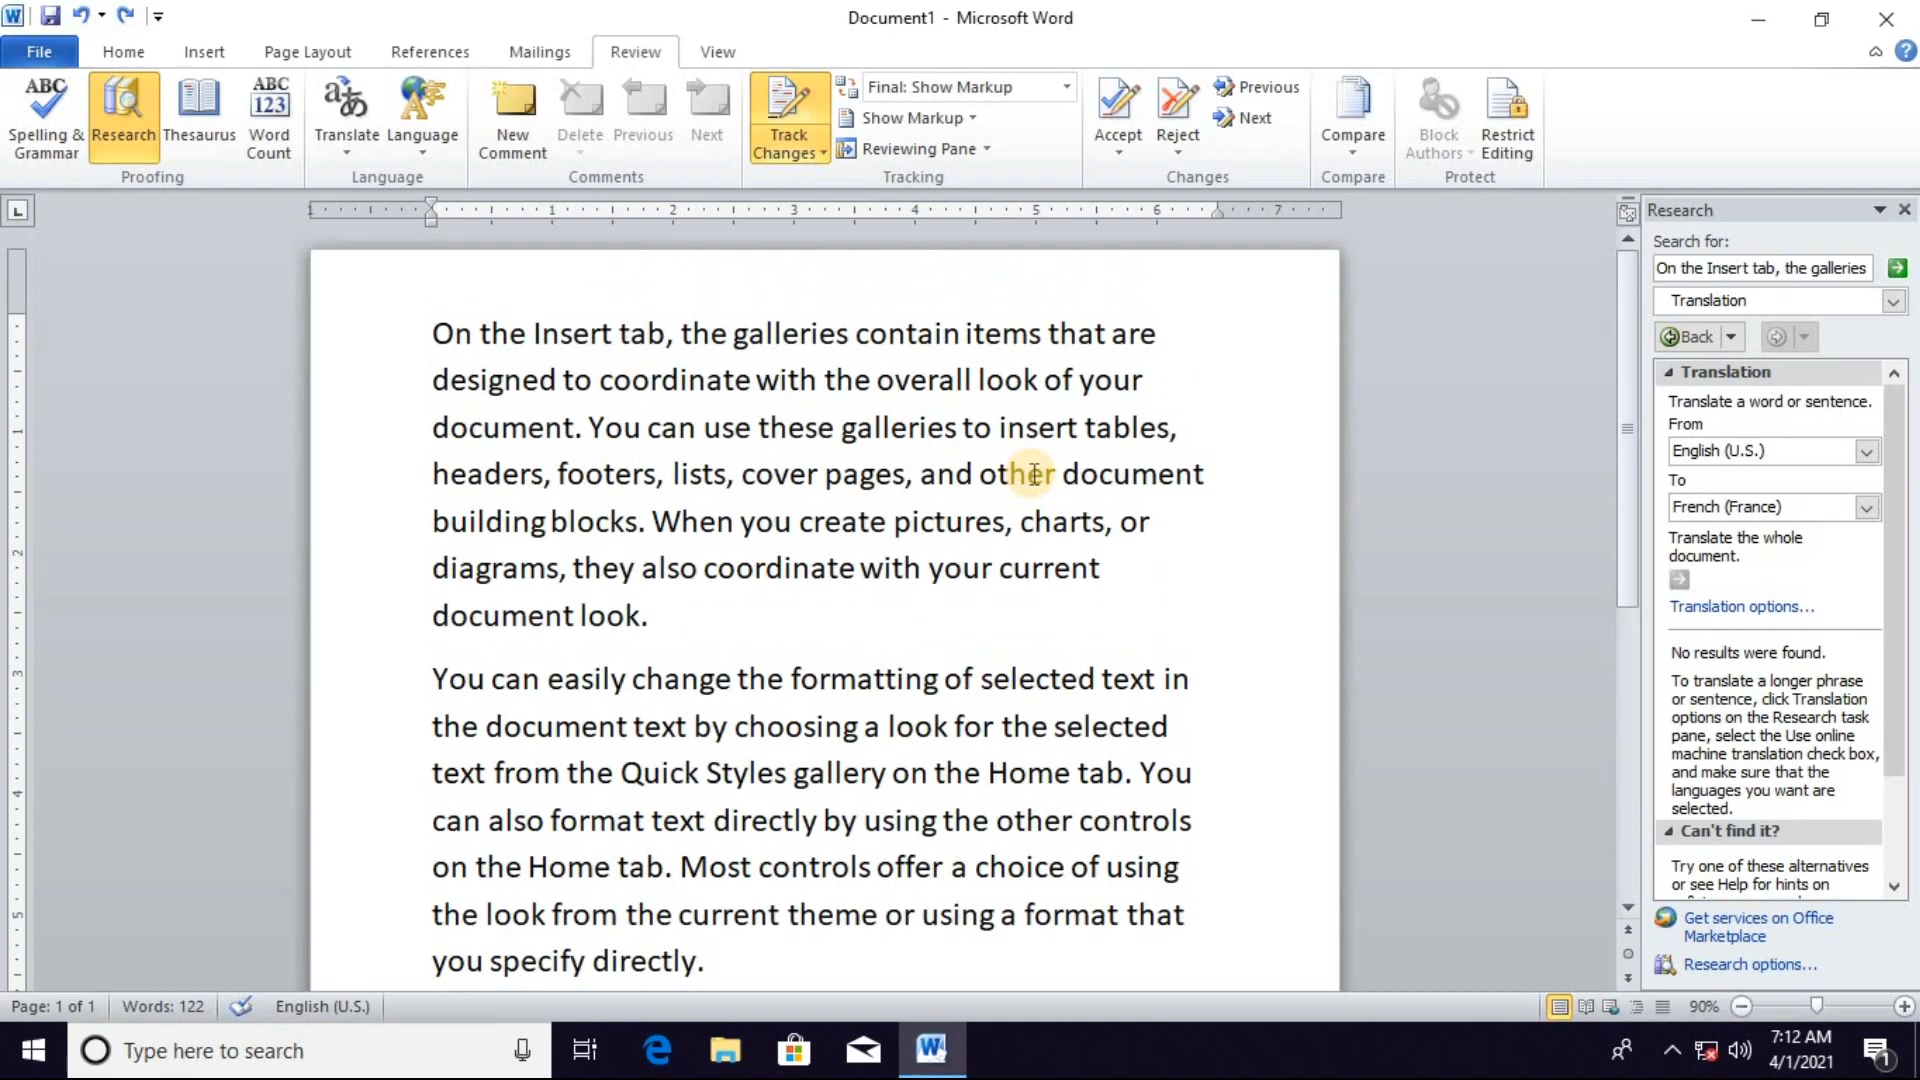 Document1 - Microsoft Word
File Home Insert Page Layout References Mailings Review View
ABC
Spelling &
Grammar
Research
Thesaurus
ABC
123
Word
Count
Proofing
Translate
Language
Language
New
Comment
Delete
Previous
Next
Comments
Track
Changes
Final: Show Markup
Show Markup
Reviewing Pane
Tracking
Accept
Reject
Previous
Next
Changes
Compare
Compare
Block
Authors
Restrict
Editing
Protect
1 1 2 3 4 5 6 7
On the Insert tab, the galleries contain items that are
designed to coordinate with the overall look of your
document. You can use these galleries to insert tables,
headers, footers, lists, cover pages, and other document
building blocks. When you create pictures, charts, or
diagrams, they also coordinate with your current
document look.
You can easily change the formatting of selected text in
the document text by choosing a look for the selected
text from the Quick Styles gallery on the Home tab. You
can also format text directly by using the other controls
on the Home tab. Most controls offer a choice of using
the look from the current theme or using a format that
you specify directly.
Research
Search for:
On the Insert tab, the galleries
Translation
Back
Translation
Translate a word or sentence.
From
English (U.S.)
To
French (France)
Translate the whole
document.
Translation options...
No results were found.
To translate a longer phrase
or sentence, click Translation
options on the Research task
pane, select the Use online
machine translation check box,
and make sure that the
languages you want are
selected.
Can't find it?
Try one of these alternatives
or see Help for hints on
Get services on Office
Marketplace
Research options...
Page: 1 of 1 Words: 122 English (U.S.) 90%
Type here to search
7:12 AM
4/1/2021
1